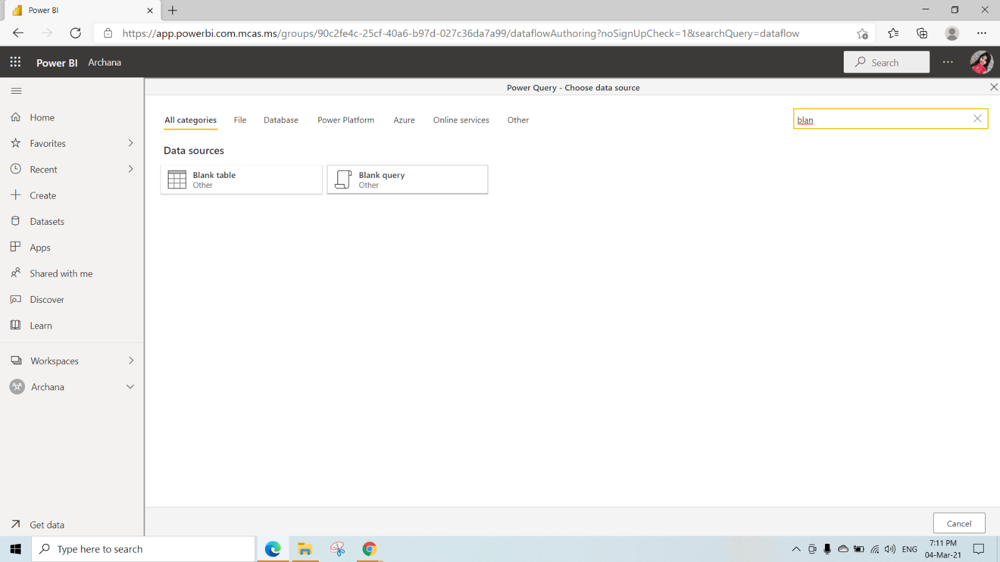 Power BI
https://app.powerbi.com.mcas.ms/groups/90c2fe4c-25cf-40a6-b97d-027c36da7a99/dataflowAuthoring?noSignUpCheck=1&searchQuery=dataflow
Power BI Archana
Search
Power Query - Choose data source
Home
Favorites
Recent
Create
Datasets
Apps
Shared with me
Discover
Learn
Workspaces
Archana
Get data
All categories File Database Power Platform Azure Online services Other
blan
Data sources
Blank table
Other
Blank query
Other
Cancel
Type here to search
ENG
7:11 PM
04-Mar-21